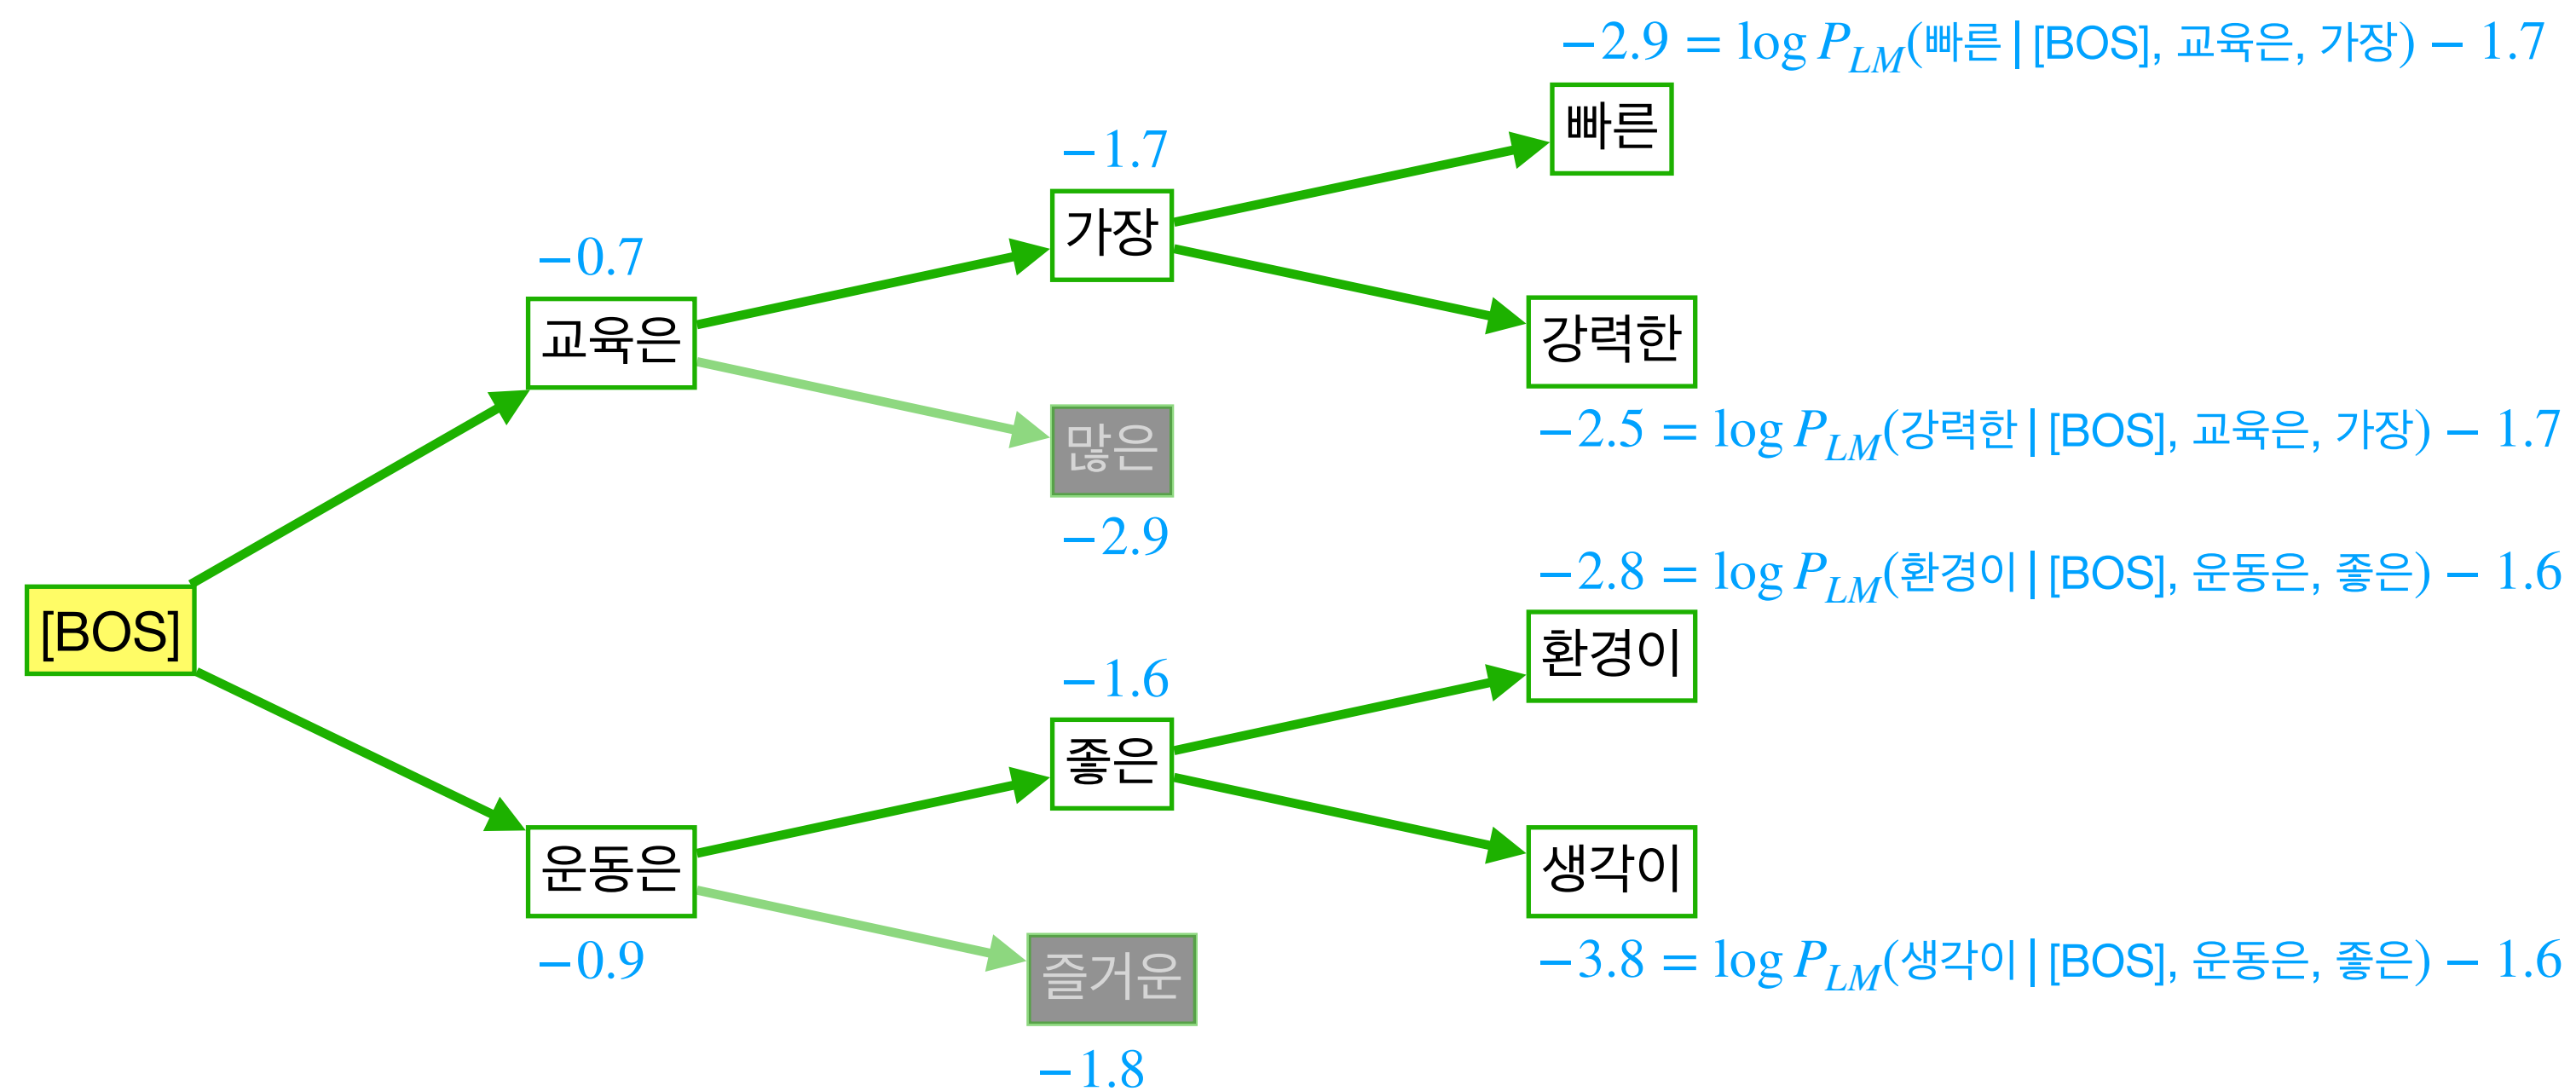 −2.9 = log P_LM(빠른 | [BOS], 교육은, 가장) − 1.7
빠른
−1.7
가장
−0.7
교육은
강력한
−2.5 = log P_LM(강력한 | [BOS], 교육은, 가장) − 1.7
많은
−2.9
−2.8 = log P_LM(환경이 | [BOS], 운동은, 좋은) − 1.6
[BOS]
환경이
−1.6
좋은
운동은
−0.9
생각이
−3.8 = log P_LM(생각이 | [BOS], 운동은, 좋은) − 1.6
즐거운
−1.8